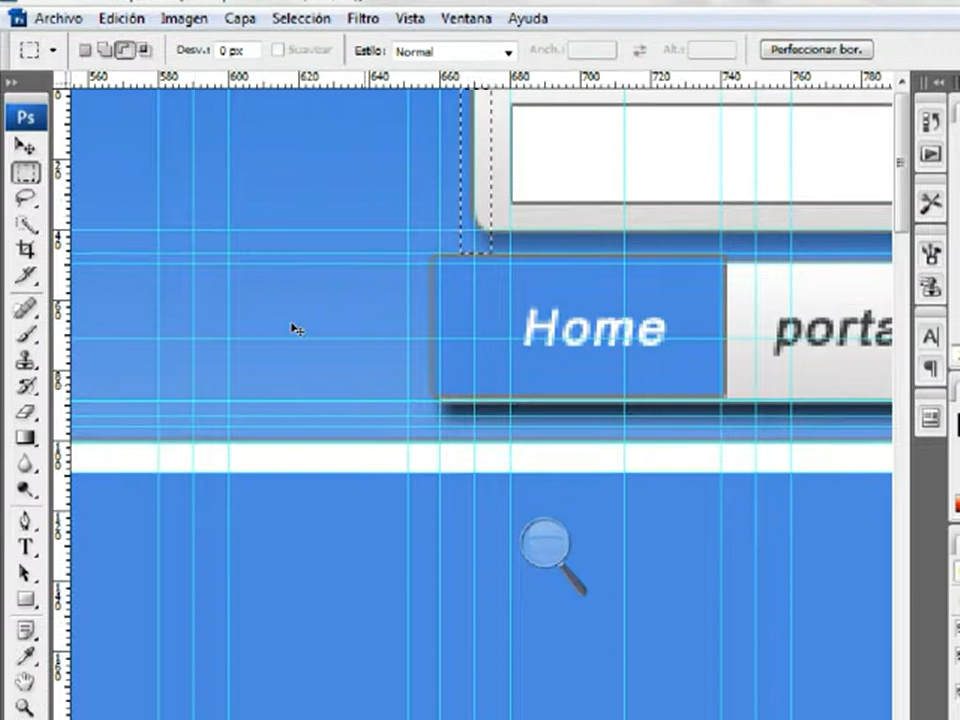 Archivo Edición Imagen Capa Selección Filtro Vista Ventana Ayuda
Desv.: 0 px Suavizar Estilo: Normal Anch.: Alt.: Perfeccionar bor.
560 580 600 620 640 660 680 700 720 740 760 780
Ps
Home porta
T
A